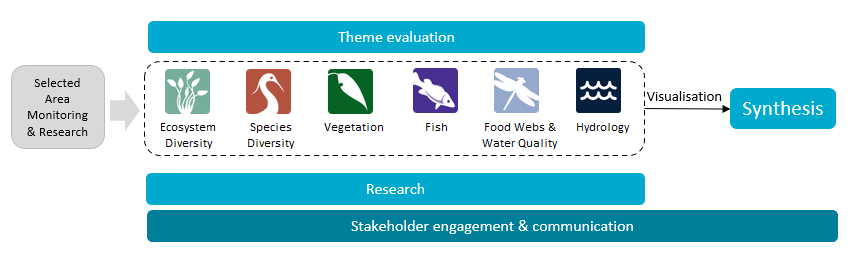 Theme evaluation
Selected
Area
Monitoring
& Research
Ecosystem
Diversity
Species
Diversity
Vegetation
Fish
Food Webs &
Water Quality
Hydrology
Visualisation
Synthesis
Research
Stakeholder engagement & communication